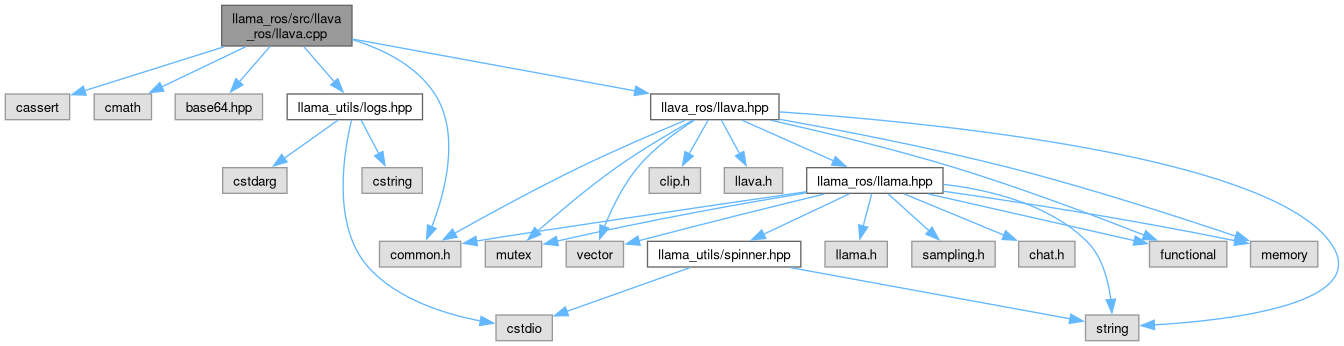 llama_ros/src/llava
_ros/llava.cpp
cassert
cmath
base64.hpp
llama_utils/logs.hpp
llava_ros/llava.hpp
cstdarg
cstring
clip.h
llava.h
llama_ros/llama.hpp
common.h
mutex
vector
llama_utils/spinner.hpp
llama.h
sampling.h
chat.h
functional
memory
cstdio
string